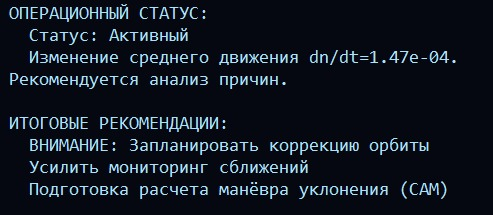 ОПЕРАЦИОННЫЙ СТАТУС:
Статус: Активный
Изменение среднего движения dn/dt=1.47e-04.
Рекомендуется анализ причин.
ИТОГОВЫЕ РЕКОМЕНДАЦИИ:
ВНИМАНИЕ: Запланировать коррекцию орбиты
Усилить мониторинг сближений
Подготовка расчета манёвра уклонения (CAM)